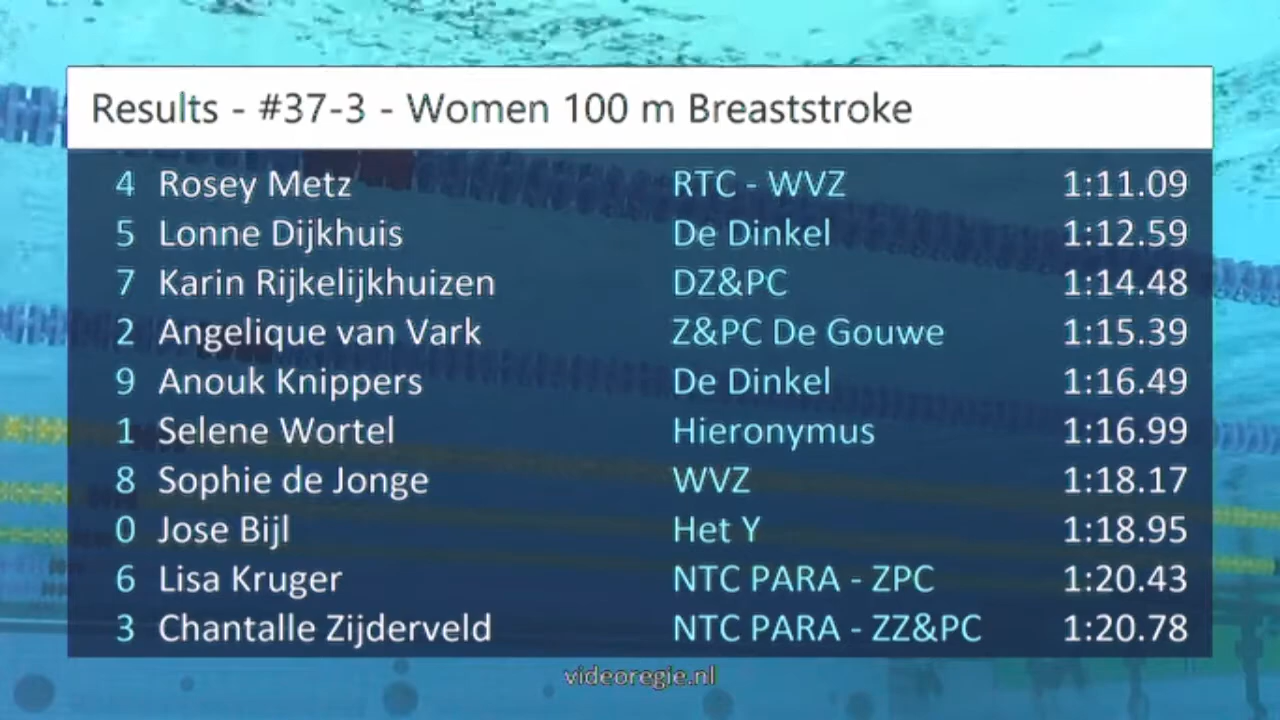 Results - #37-3 - Women 100 m Breaststroke
4 Rosey Metz RTC - WVZ 1:11.09
5 Lonne Dijkhuis De Dinkel 1:12.59
7 Karin Rijkelijkhuizen DZ&PC 1:14.48
2 Angelique van Vark Z&PC De Gouwe 1:15.39
9 Anouk Knippers De Dinkel 1:16.49
1 Selene Wortel Hieronymus 1:16.99
8 Sophie de Jonge WVZ 1:18.17
0 Jose Bijl Het Y 1:18.95
6 Lisa Kruger NTC PARA - ZPC 1:20.43
3 Chantalle Zijderveld NTC PARA - ZZ&PC 1:20.78
videoregie.nl